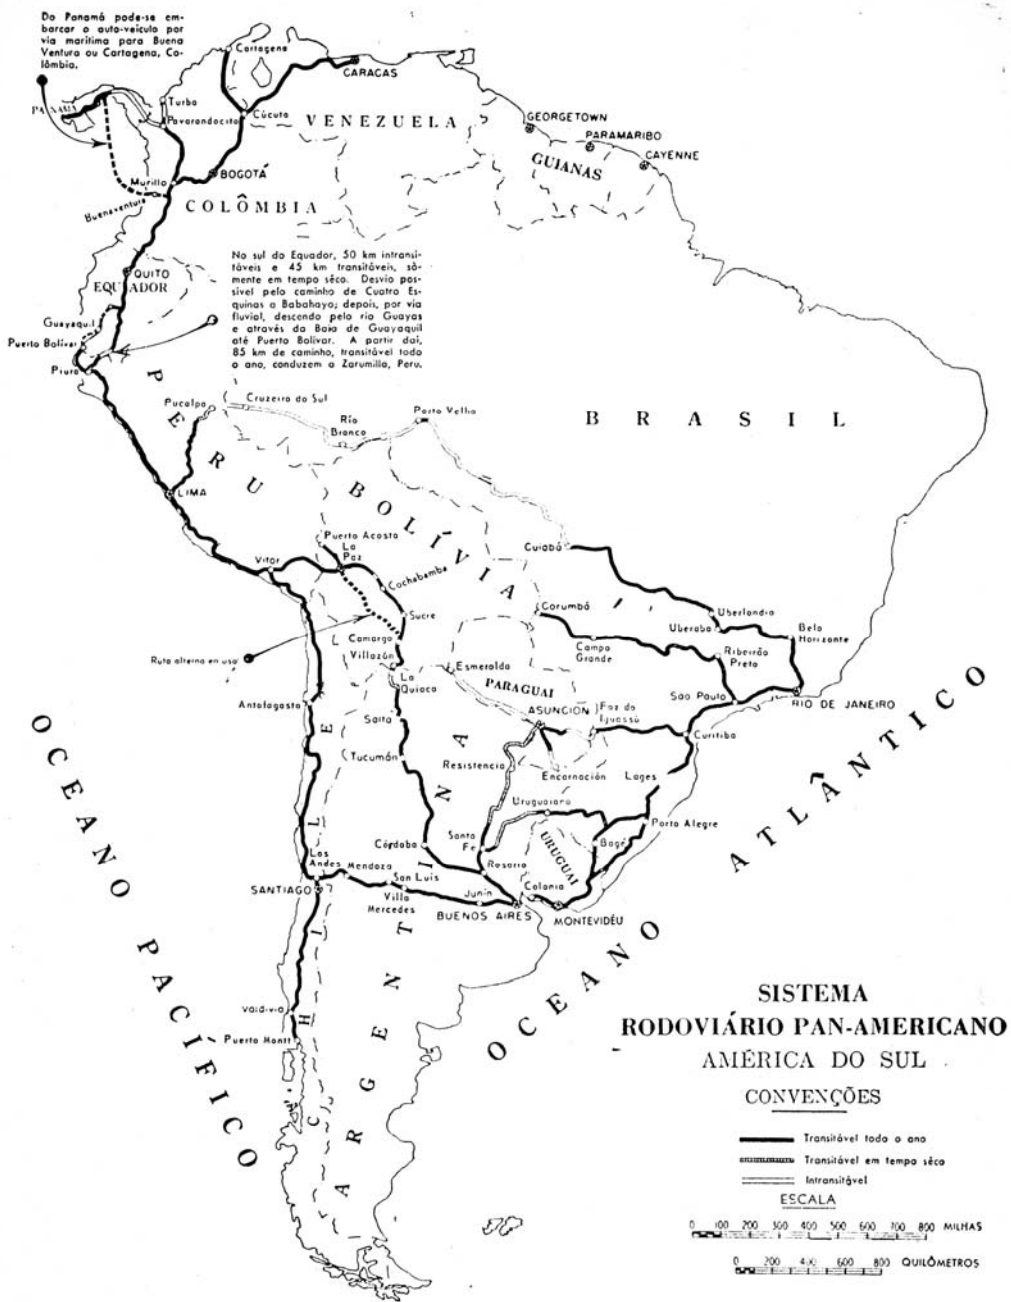 Do Panamá pode-se em-
barcar o auto-veículo por
via marítima para Buena
Ventura ou Cartagena, Co-
lômbia.
Cartagena
CARACAS
PANAMÁ
Turbo
Pavarandocito
Cúcuta
VENEZUELA
GEORGETOWN
PARAMARIBO
CAYENNE
GUIANAS
BOGOTÁ
Murillo
Buenaventura
COLÔMBIA
No sul do Equador, 50 km intransi-
táveis e 45 km transitáveis, sò-
mente em tempo sêco. Desvio pos-
sível pelo caminho de Cuatro Es-
quinas a Babahayo; depois, por via
fluvial, descendo pelo rio Guayas
e através da Baia de Guayaquil
até Puerto Bolívar. A partir daí,
85 km de caminho, transitável todo
o ano, conduzem a Zarumilla, Peru.
QUITO
EQUADOR
Guayaquil
Puerto Bolívar
Piura
PERU
Pucalpa
Cruzeiro do Sul
Rio
Branco
Porto Velho
BRASIL
LIMA
BOLÍVIA
Puerto Acosta
La
Paz
Vitor
Cochabamba
Cuiabá
Sucre
Corumbá
Uberlandia
Uberaba
Belo
Horizonte
Camargo
Villazón
Campo
Grande
Ribeirão
Preto
Ruta alterna en uso
La
Quiaca
Esmeralda
PARAGUAI
São Paulo
RIO DE JANEIRO
Antofagasta
Salta
ASUNCIÓN
Foz do
Iguassú
Curitiba
Tucumán
Resistencia
Encarnación
Lages
Uruguaiana
Porto Alegre
Córdoba
Santa
Fe
URUGUAI
Bagé
Los
Andes
Mendoza
San Luis
Rosario
SANTIAGO
Villa
Mercedes
Junín
Colonia
BUENOS AIRES
MONTEVIDÉU
Valdivia
Puerto Montt
CHILE
ARGENTINA
OCEANO PACÍFICO
OCEANO ATLÂNTICO
SISTEMA
RODOVIÁRIO PAN-AMERICANO
AMÉRICA DO SUL
CONVENÇÕES
Transitável todo o ano
Transitável em tempo sêco
Intransitável
ESCALA
0 100 200 300 400 500 600 700 800 MILHAS
0 200 400 600 800 QUILÔMETROS